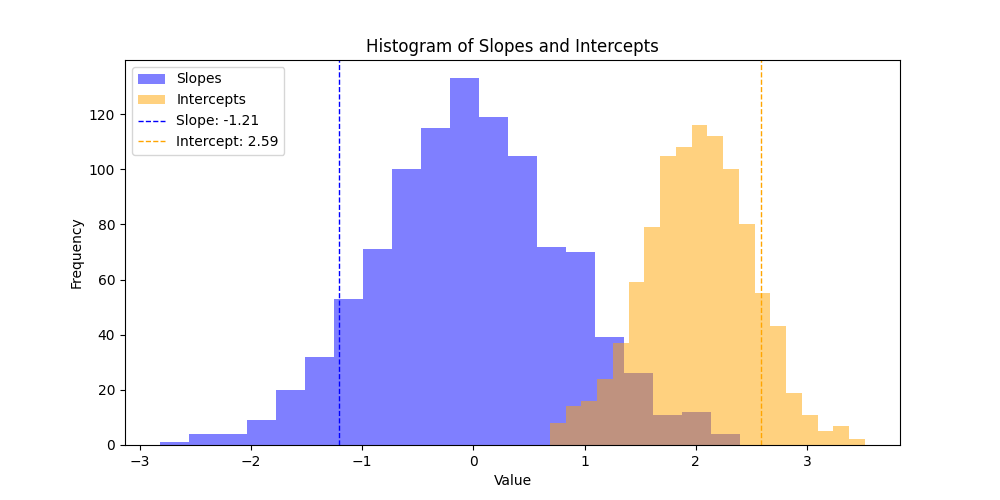 Histogram of Slopes and Intercepts
Slopes
Intercepts
Slope: -1.21
Intercept: 2.59
Frequency
120
100
80
60
40
20
0
−3 −2 −1 0 1 2 3
Value